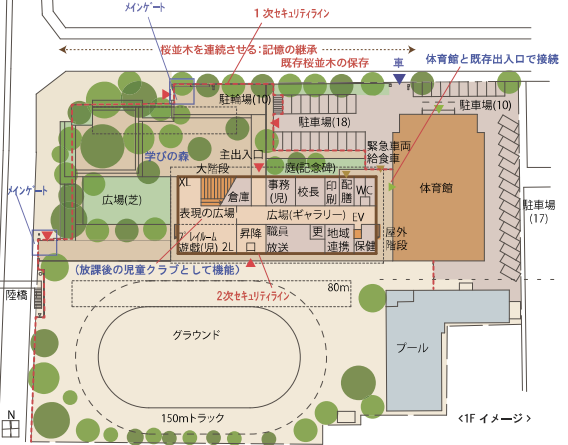 メインゲート
1次セキュリティライン
桜並木を連続させる:記憶の継承
既存桜並木の保存
車
体育館と既存出入口で接続
駐輪場(10)
駐車場(10)
駐車場(18)
緊急車両
給食車
学びの森
主出入口
大階段
庭(記念碑)
XL
倉庫
事務
(児)
校長
印刷
配膳
WC
体育館
メインゲート
広場(芝)
表現の広場
広場(ギャラリー)
EV
駐車場
(17)
プレイルーム
遊戯(児)
2L
昇降
職員
放送
更
地域
連携
保健
屋外
階段
(放課後の児童クラブとして機能)
2次セキュリティライン
陸橋
80m
グラウンド
プール
150mトラック
N
<1F イメージ>